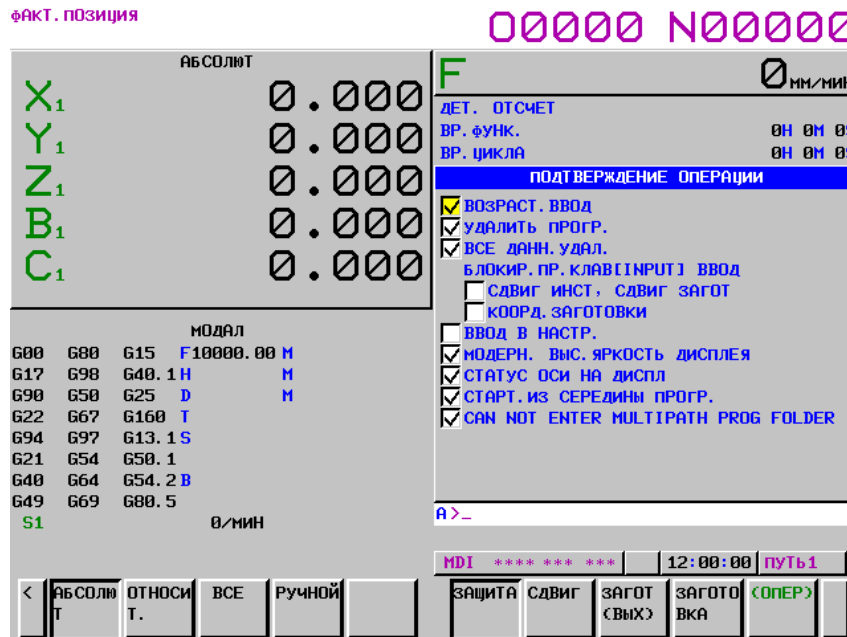 ФАКТ.ПОЗИЦИЯ
O0000 N00000
АБСОЛЮТ
X1 0.000
Y1 0.000
Z1 0.000
B1 0.000
C1 0.000
F 0 ММ/МИН
ДЕТ. ОТСЧЕТ
ВР.ФУНК. 0H 0M 0S
ВР.ЦИКЛА 0H 0M 0S
ПОДТВЕРЖДЕНИЕ ОПЕРАЦИИ
ВОЗРАСТ.ВВОД
УДАЛИТЬ ПРОГР.
ВСЕ ДАНН.УДАЛ.
БЛОКИР.ПР.КЛАВ[INPUT] ВВОД
СДВИГ ИНСТ, СДВИГ ЗАГОТ
КООРД.ЗАГОТОВКИ
ВВОД В НАСТР.
МОДЕРН. ВЫС.ЯРКОСТЬ ДИСПЛЕЯ
СТАТУС ОСИ НА ДИСПЛ
СТАРТ.ИЗ СЕРЕДИНЫ ПРОГР.
CAN NOT ENTER MULTIPATH PROG FOLDER
МОДАЛ
G00 G80 G15 F10000.00 M
G17 G98 G40.1 H M
G90 G50 G25 D M
G22 G67 G160 T
G94 G97 G13.1 S
G21 G54 G50.1
G40 G64 G54.2 B
G49 G69 G80.5
S1 0/МИН
A>_
MDI **** *** *** 12:00:00 ПУТЬ1
< АБСОЛЮТ ОТНОСИТ. ВСЕ РУЧНОЙ ЗАЩИТА СДВИГ ЗАГОТ(ВЫХ) ЗАГОТОВКА (ОПЕР)